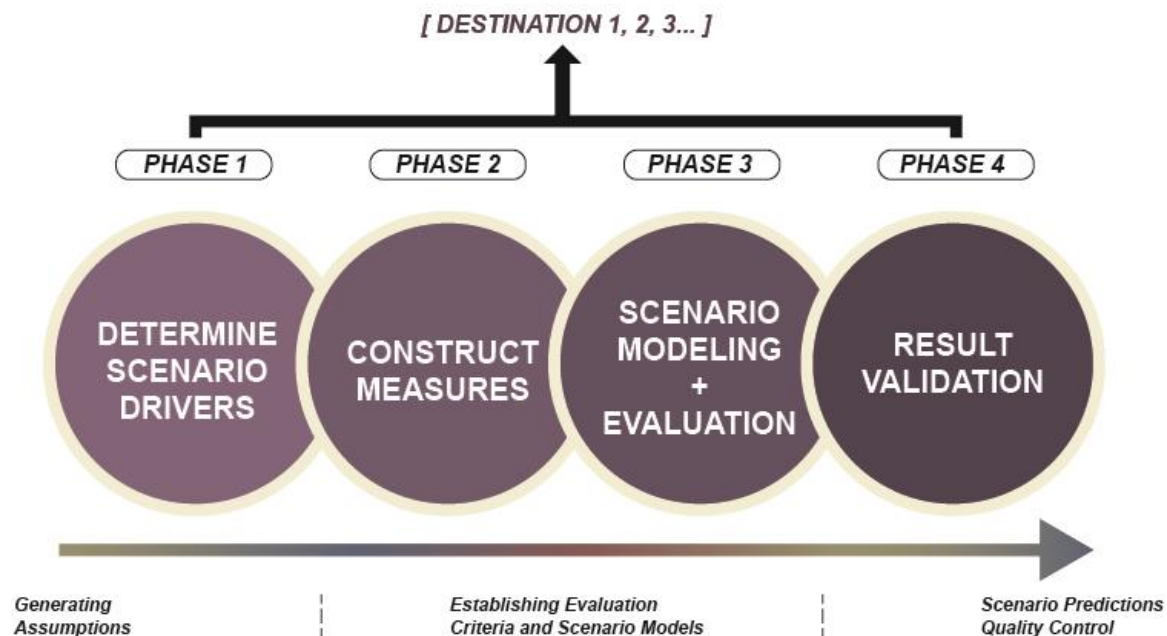 [ DESTINATION 1, 2, 3... ]
PHASE 1
PHASE 2
PHASE 3
PHASE 4
DETERMINE
SCENARIO
DRIVERS
CONSTRUCT
MEASURES
SCENARIO
MODELING
+
EVALUATION
RESULT
VALIDATION
Generating
Assumptions
Establishing Evaluation
Criteria and Scenario Models
Scenario Predictions
Quality Control